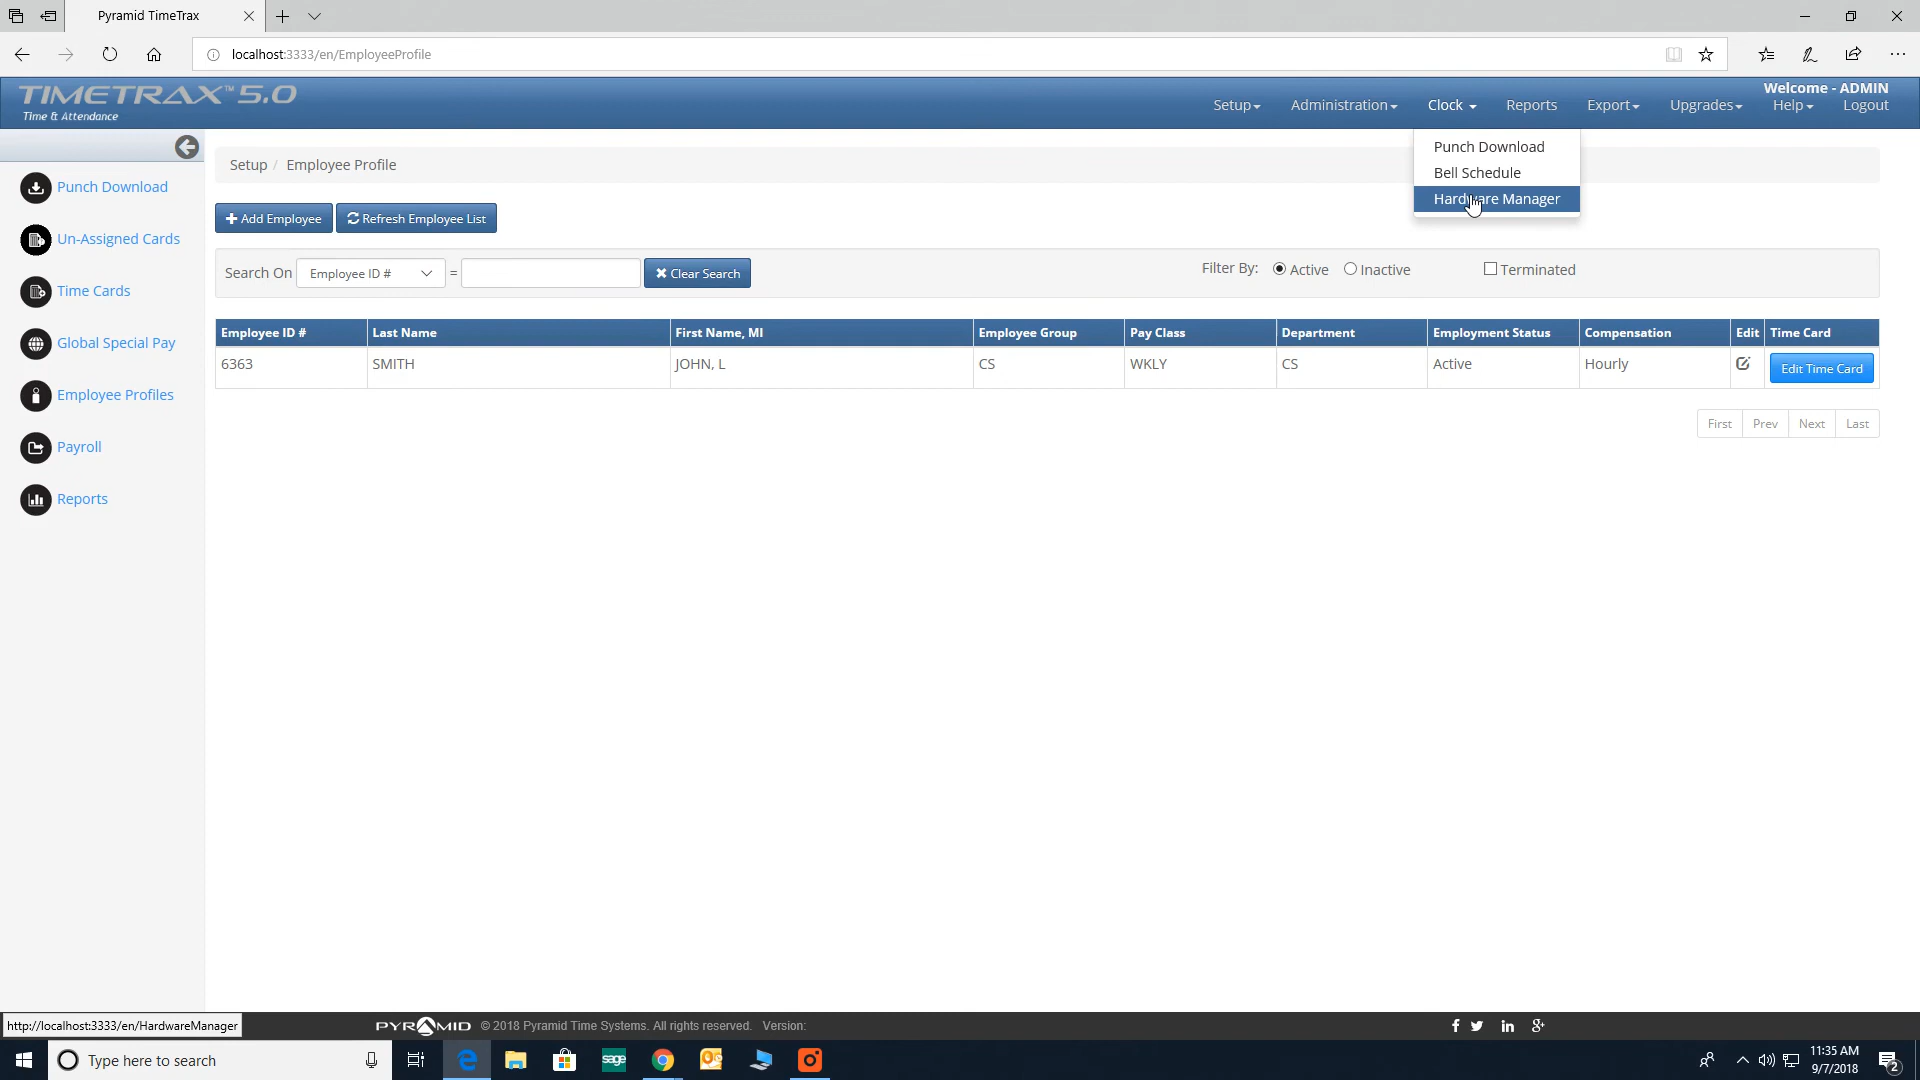 Pyramid TimeTrax
localhost:3333/en/EmployeeProfile
TIMETRAX™ 5.0
Time & Attendance
Welcome - ADMIN
Setup Administration Clock Reports Export Upgrades Help Logout
Punch Download
Bell Schedule
Hardware Manager
Punch Download
Un-Assigned Cards
Time Cards
Global Special Pay
Employee Profiles
Payroll
Reports
Setup / Employee Profile
Add Employee Refresh Employee List
Search On Employee ID # = Clear Search Filter By: Active Inactive Terminated
Employee ID # Last Name First Name, MI Employee Group Pay Class Department Employment Status Compensation Edit Time Card
6363 SMITH JOHN, L CS WKLY CS Active Hourly Edit Time Card
First Prev Next Last
http://localhost:3333/en/HardwareManager
PYRAMID © 2018 Pyramid Time Systems. All rights reserved. Version:
Type here to search
sage
11:35 AM
9/7/2018
2